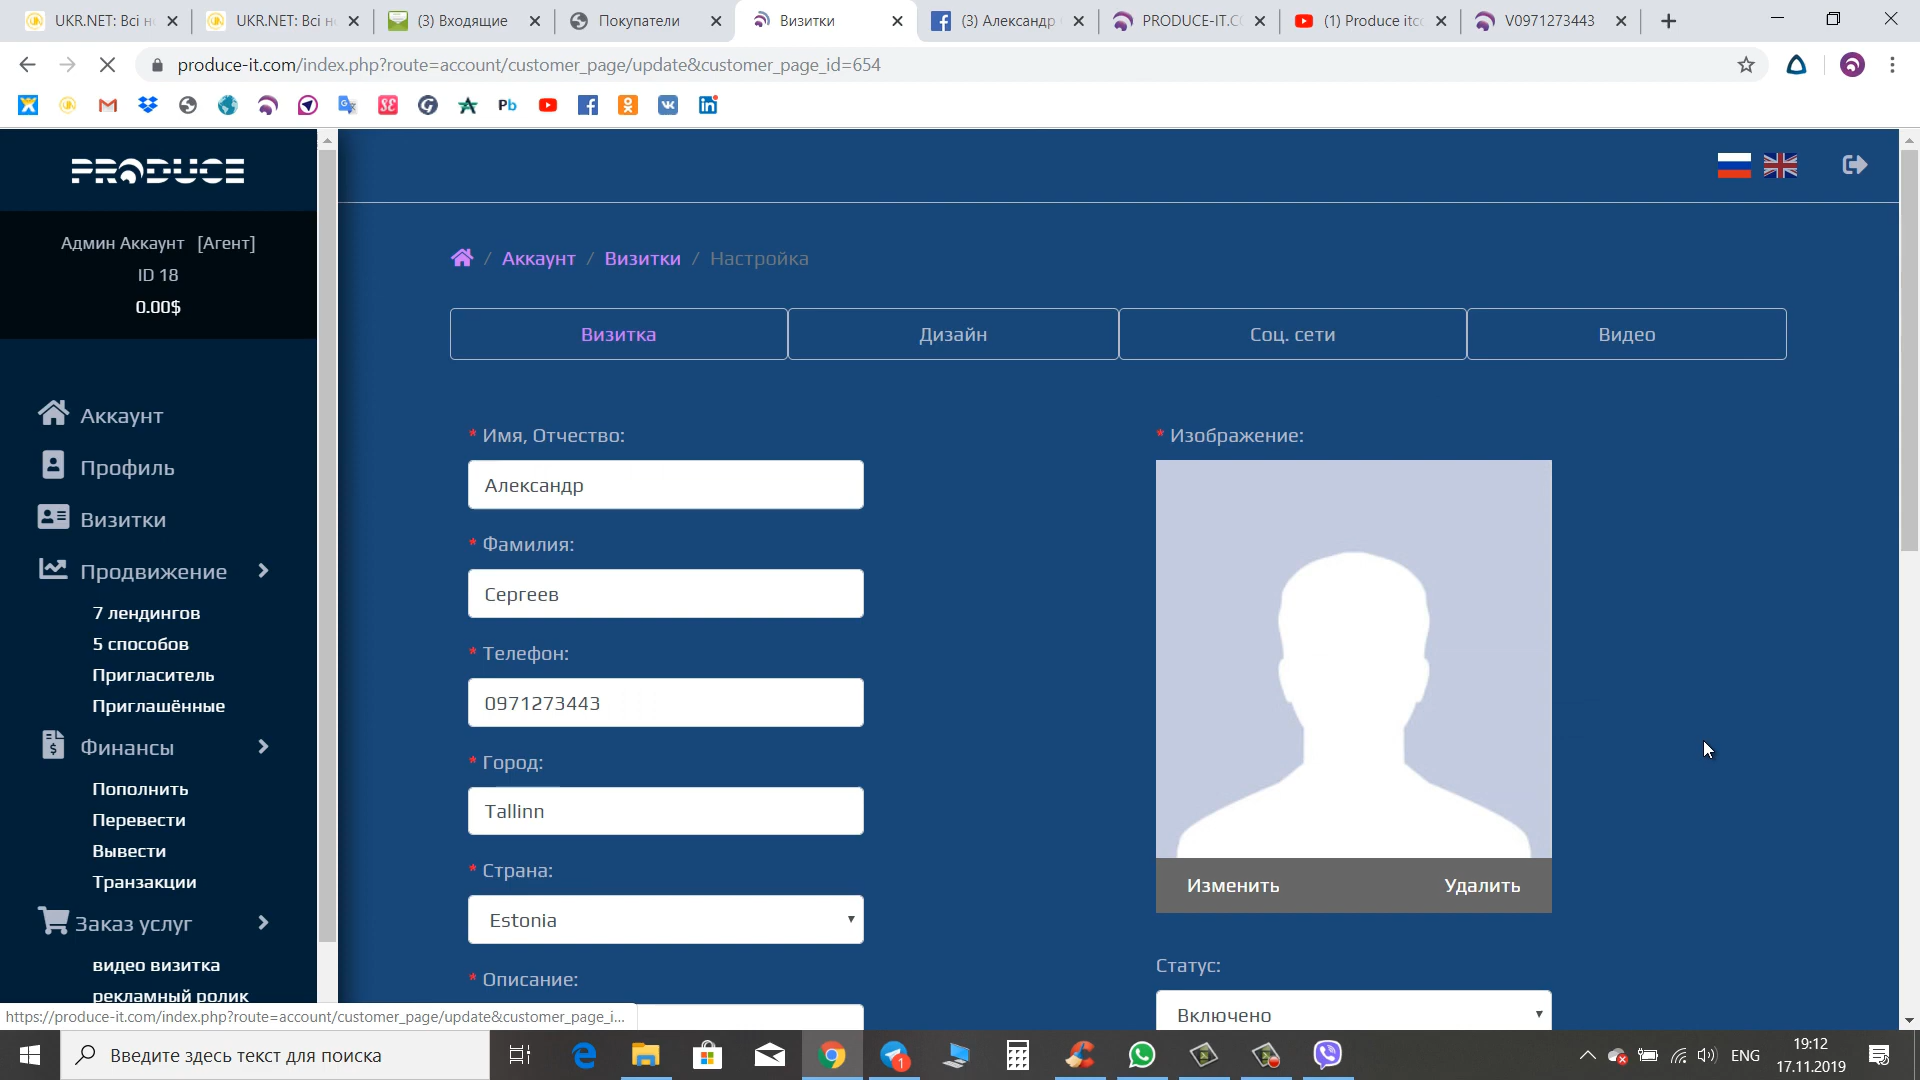 UKR.NET: Всі н
UKR.NET: Всі н
(3) Входящие
Покупатели
Визитки
(3) Александр
PRODUCE-IT.C
(1) Produce itc
V0971273443
produce-it.com/index.php?route=account/customer_page/update&customer_page_id=654
PRODUCE
Админ Аккаунт [Агент]
ID 18
0.00$
Аккаунт
Профиль
Визитки
Продвижение
7 лендингов
5 способов
Пригласитель
Приглашённые
Финансы
Пополнить
Перевести
Вывести
Транзакции
Заказ услуг
видео визитка
рекламный ролик
/ Аккаунт / Визитки / Настройка
Визитка
Дизайн
Соц. сети
Видео
* Имя, Отчество:
Александр
* Фамилия:
Сергеев
* Телефон:
0971273443
* Город:
Tallinn
* Страна:
Estonia
* Описание:
* Изображение:
Изменить
Удалить
Статус:
Включено
https://produce-it.com/index.php?route=account/customer_page/update&customer_page_i...
Введите здесь текст для поиска
1
ENG
19:12
17.11.2019